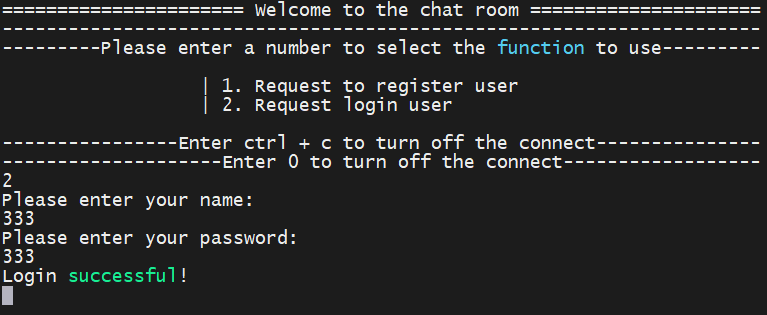 ====================== Welcome to the chat room =====================
---------------------------------------------------------------------
---------Please enter a number to select the function to use---------
| 1. Request to register user
| 2. Request login user
----------------Enter ctrl + c to turn off the connect---------------
--------------------Enter 0 to turn off the connect------------------
2
Please enter your name:
333
Please enter your password:
333
Login successful!